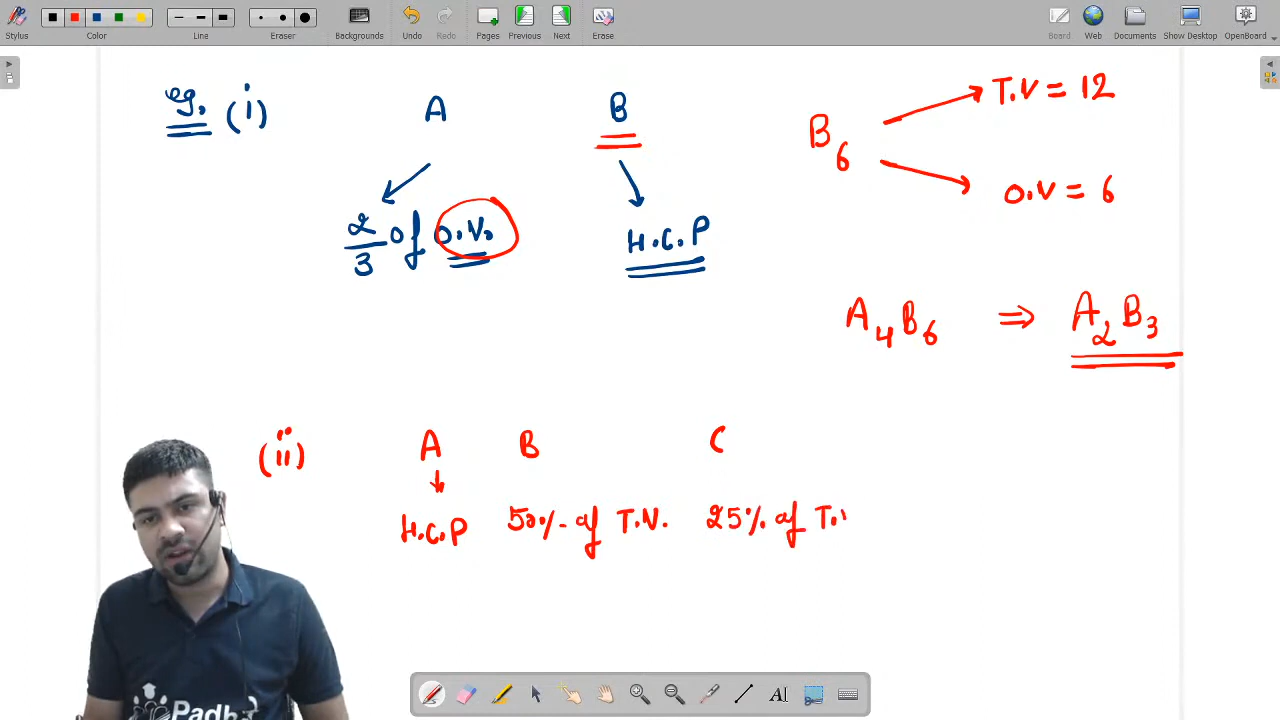 Stylus Color Line Eraser Backgrounds Undo Redo Pages Previous Next Erase Board Web Documents Show Desktop OpenBoard
eg. (i) A B
2/3 of O.V. H.C.P
B6
T.V = 12
O.V = 6
A4B6 ⇒ A2B3
(ii) A B C
H.C.P 50% of T.V. 25% of T.
Padh